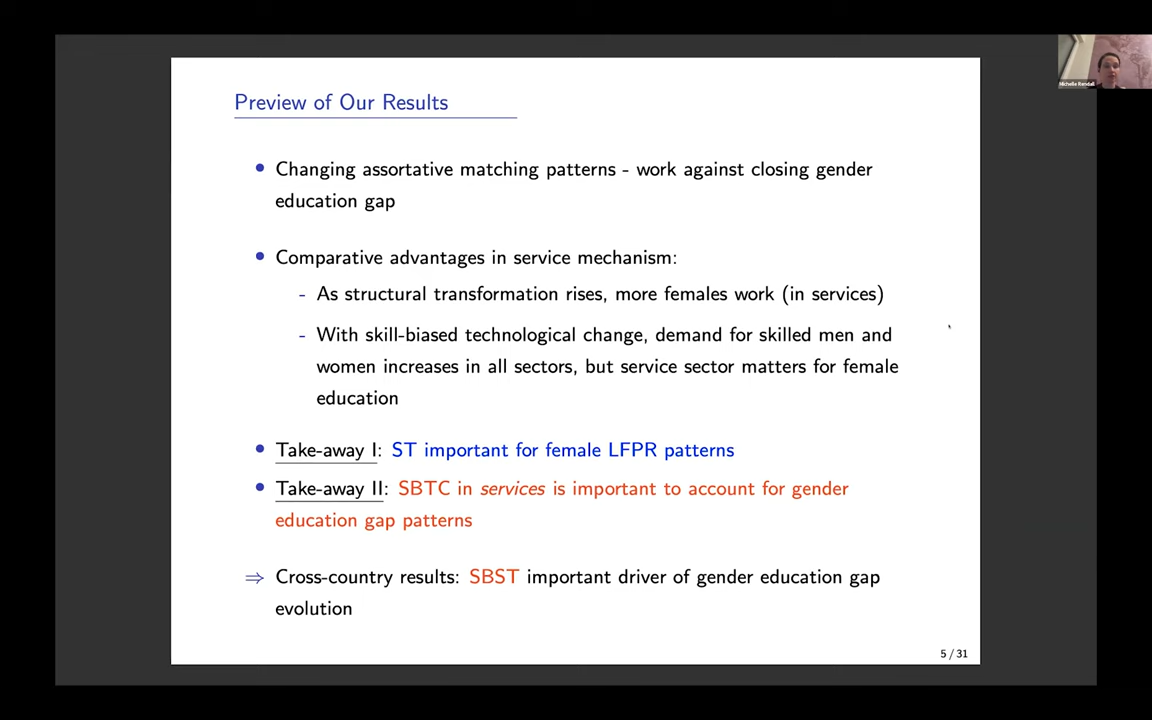 Preview of Our Results
• Changing assortative matching patterns - work against closing gender
education gap
• Comparative advantages in service mechanism:
- As structural transformation rises, more females work (in services)
- With skill-biased technological change, demand for skilled men and
women increases in all sectors, but service sector matters for female
education
• Take-away I: ST important for female LFPR patterns
• Take-away II: SBTC in services is important to account for gender
education gap patterns
⇒ Cross-country results: SBST important driver of gender education gap
evolution
5 / 31
Michelle Rendall